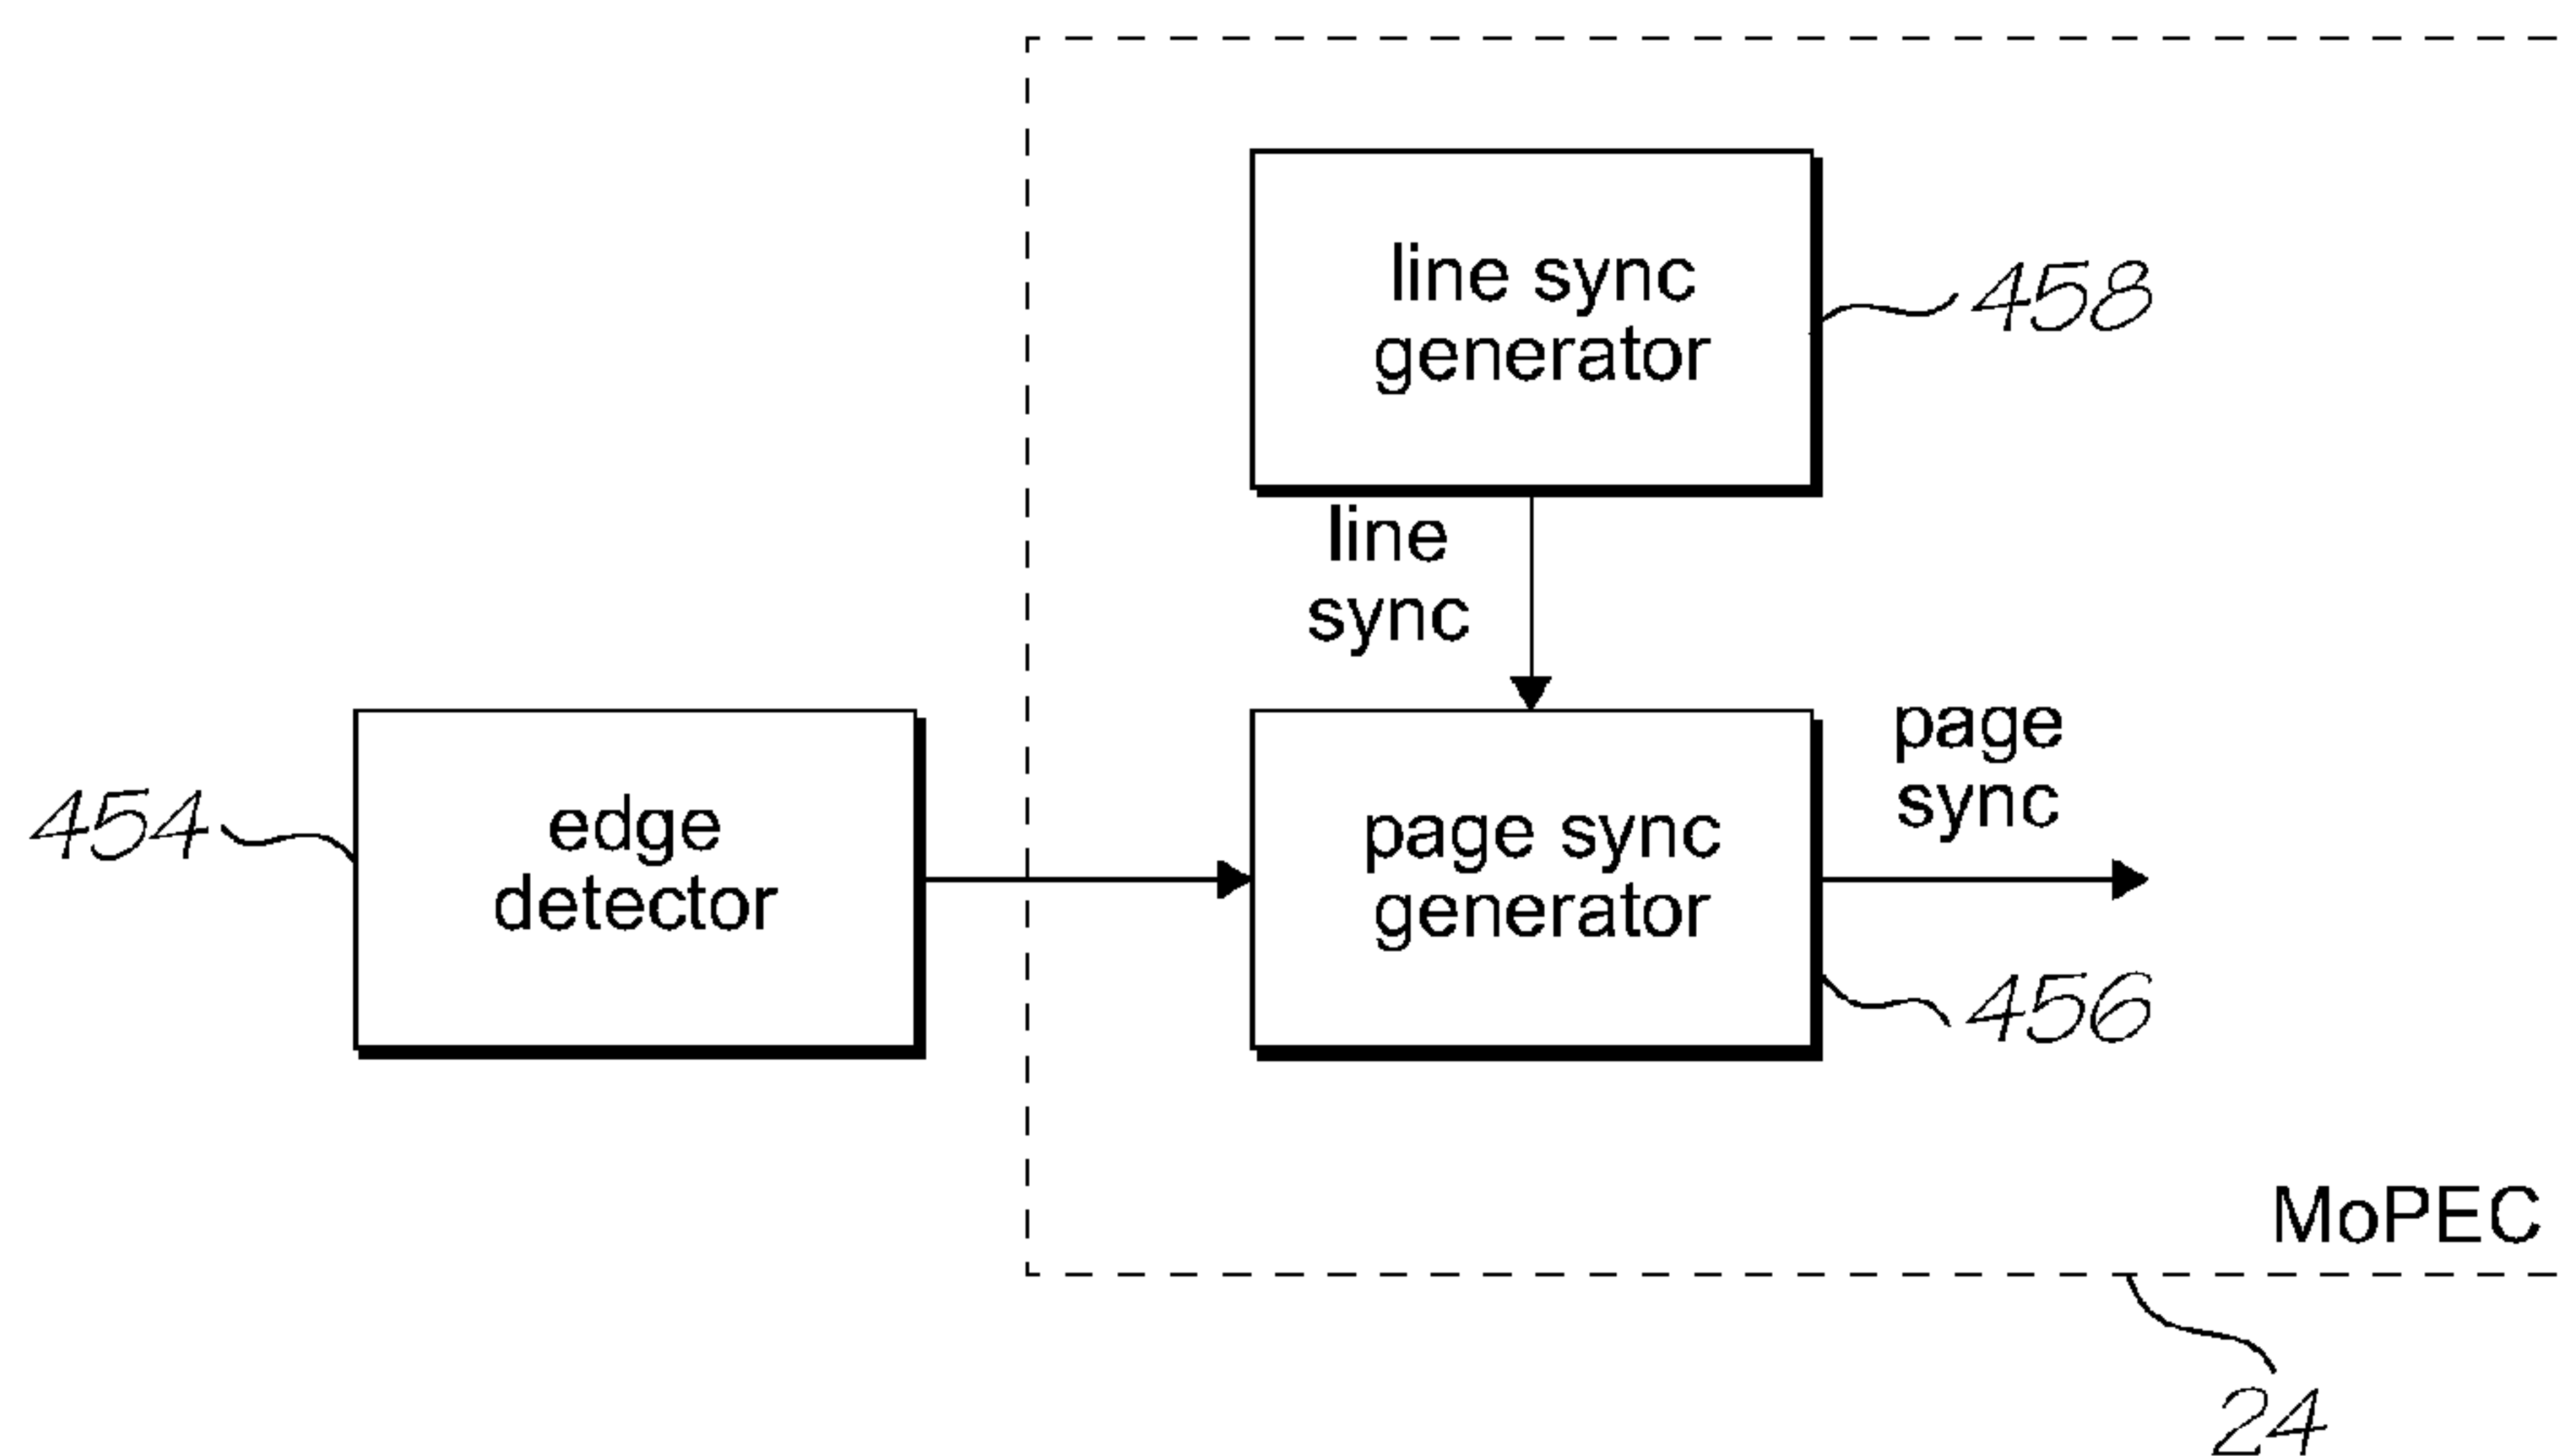 line sync
generator
458
line
sync
page
sync
454
edge
detector
page sync
generator
456
MoPEC
24